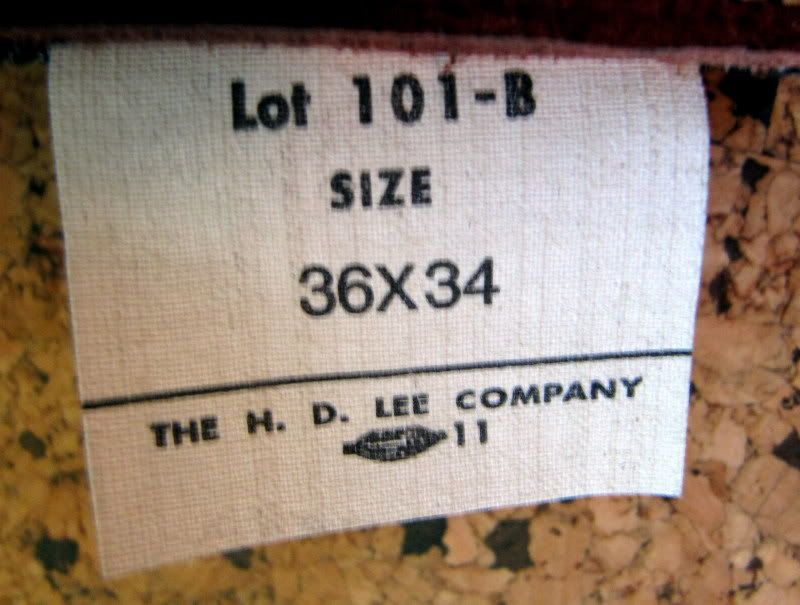 Lot 101-B
SIZE
36X34
THE H. D. LEE COMPANY
11